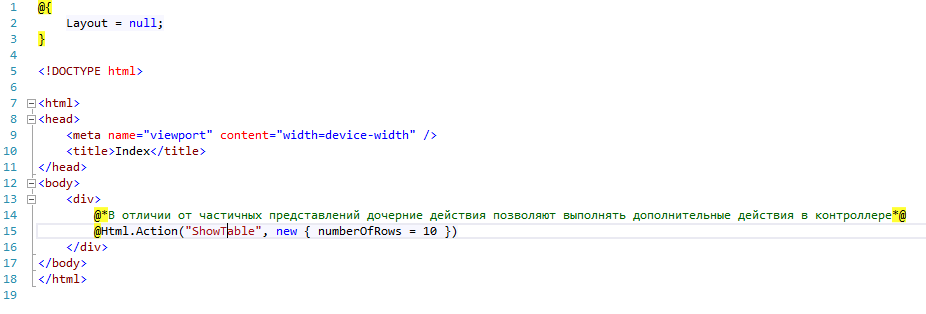 1 @{
2 Layout = null;
3 }
4
5 <!DOCTYPE html>
6
7 <html>
8 <head>
9 <meta name="viewport" content="width=device-width" />
10 <title>Index</title>
11 </head>
12 <body>
13 <div>
14 @*В отличии от частичных представлений дочерние действия позволяют выполнять дополнительные действия в контроллере*@
15 @Html.Action("ShowTable", new { numberOfRows = 10 })
16 </div>
17 </body>
18 </html>
19